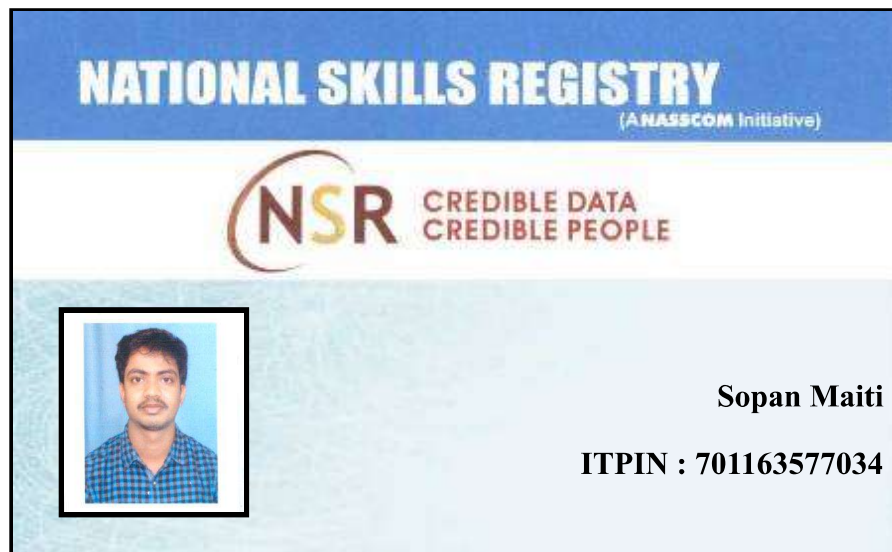 NATIONAL SKILLS REGISTRY
(A NASSCOM Initiative)
NSR
CREDIBLE DATA
CREDIBLE PEOPLE
Sopan Maiti
ITPIN : 701163577034